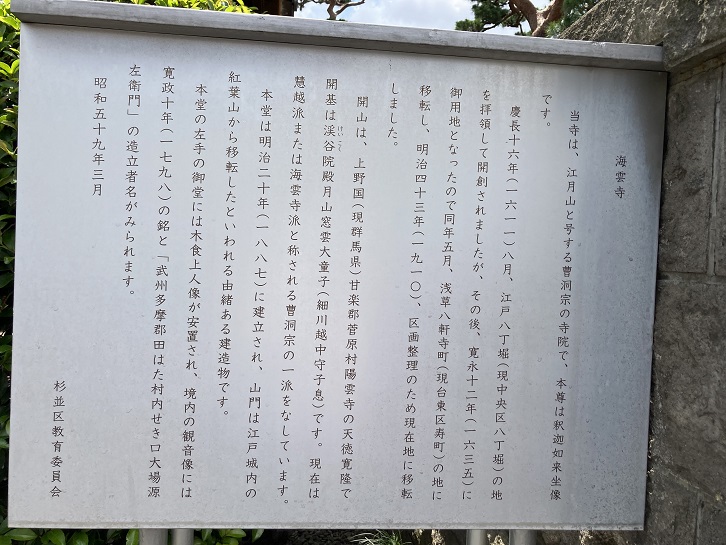 海雲寺
当寺は、江月山と号する曹洞宗の寺院で、本尊は釈迦如来坐像
です。
慶長十六年(一六一一)八月、江戸八丁堀(現中央区八丁堀)の地
を拝領して開創されましたが、その後、寛永十二年(一六三五)に
御用地となったので同年五月、浅草八軒寺町(現台東区寿町)の地に
移転し、明治四十三年(一九一〇)、区画整理のため現在地に移転
しました。
開山は、上野国(現群馬県)甘楽郡菅原村陽雲寺の天徳寛隆で
開基は渓谷院殿月山窓雲大童子(細川越中守子息)です。現在は
けいこく
慧越派または海雲寺派と称される曹洞宗の一派をなしています。
本堂は明治二十年(一八八七)に建立され、山門は江戸城内の
紅葉山から移転したといわれる由緒ある建造物です。
本堂の左手の御堂には木食上人像が安置され、境内の観音像には
寛政十年(一七九八)の銘と「武州多摩郡田はた村内せき口大場源
左衛門」の造立者名がみられます。
昭和五十九年三月
杉並区教育委員会